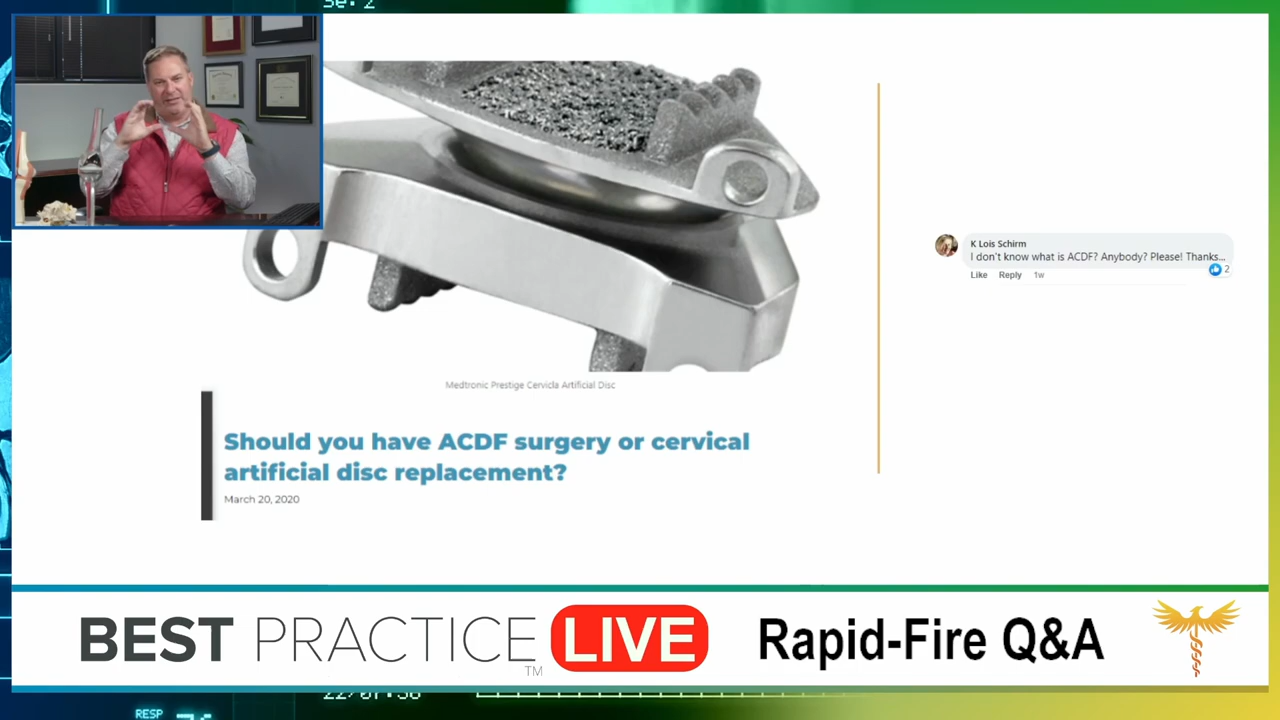 Se: 2
K Lois Schirm
I don't know what is ACDF? Anybody? Please! Thanks...
2
Like Reply 1w
Medtronic Prestige Cervicla Artificial Disc
Should you have ACDF surgery or cervical
artificial disc replacement?
March 20, 2020
BEST PRACTICE LIVE
TM
Rapid-Fire Q&A
RESP